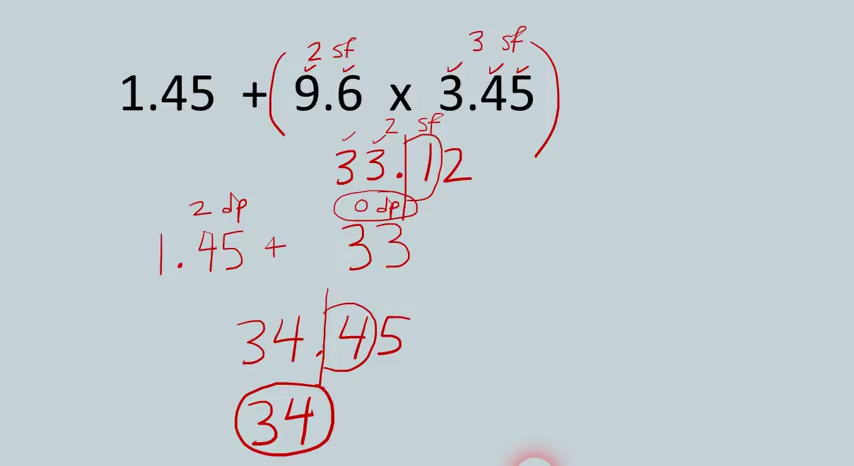 2 sf 3 sf
1.45 + (9.6 x 3.45)
2 sf
33.12
2 dp 0 dp
1.45 + 33
34.45
34